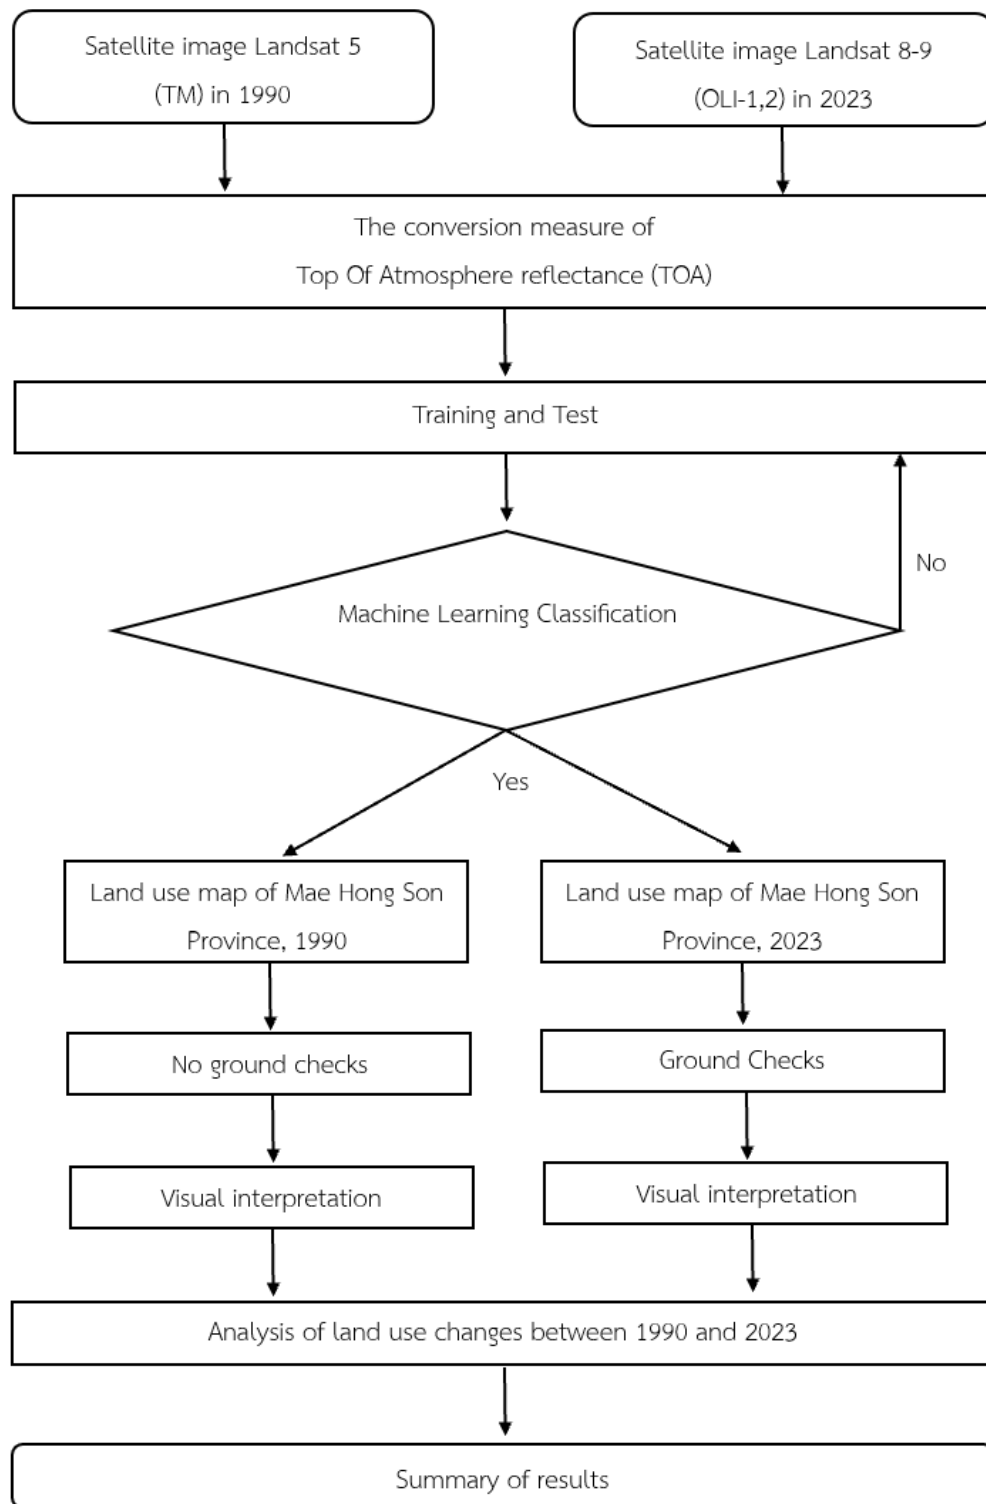 Satellite image Landsat 5
(TM) in 1990
Satellite image Landsat 8-9
(OLI-1,2) in 2023
The conversion measure of
Top Of Atmosphere reflectance (TOA)
Training and Test
No
Machine Learning Classification
Yes
Land use map of Mae Hong Son
Province, 1990
Land use map of Mae Hong Son
Province, 2023
No ground checks
Ground Checks
Visual interpretation
Visual interpretation
Analysis of land use changes between 1990 and 2023
Summary of results